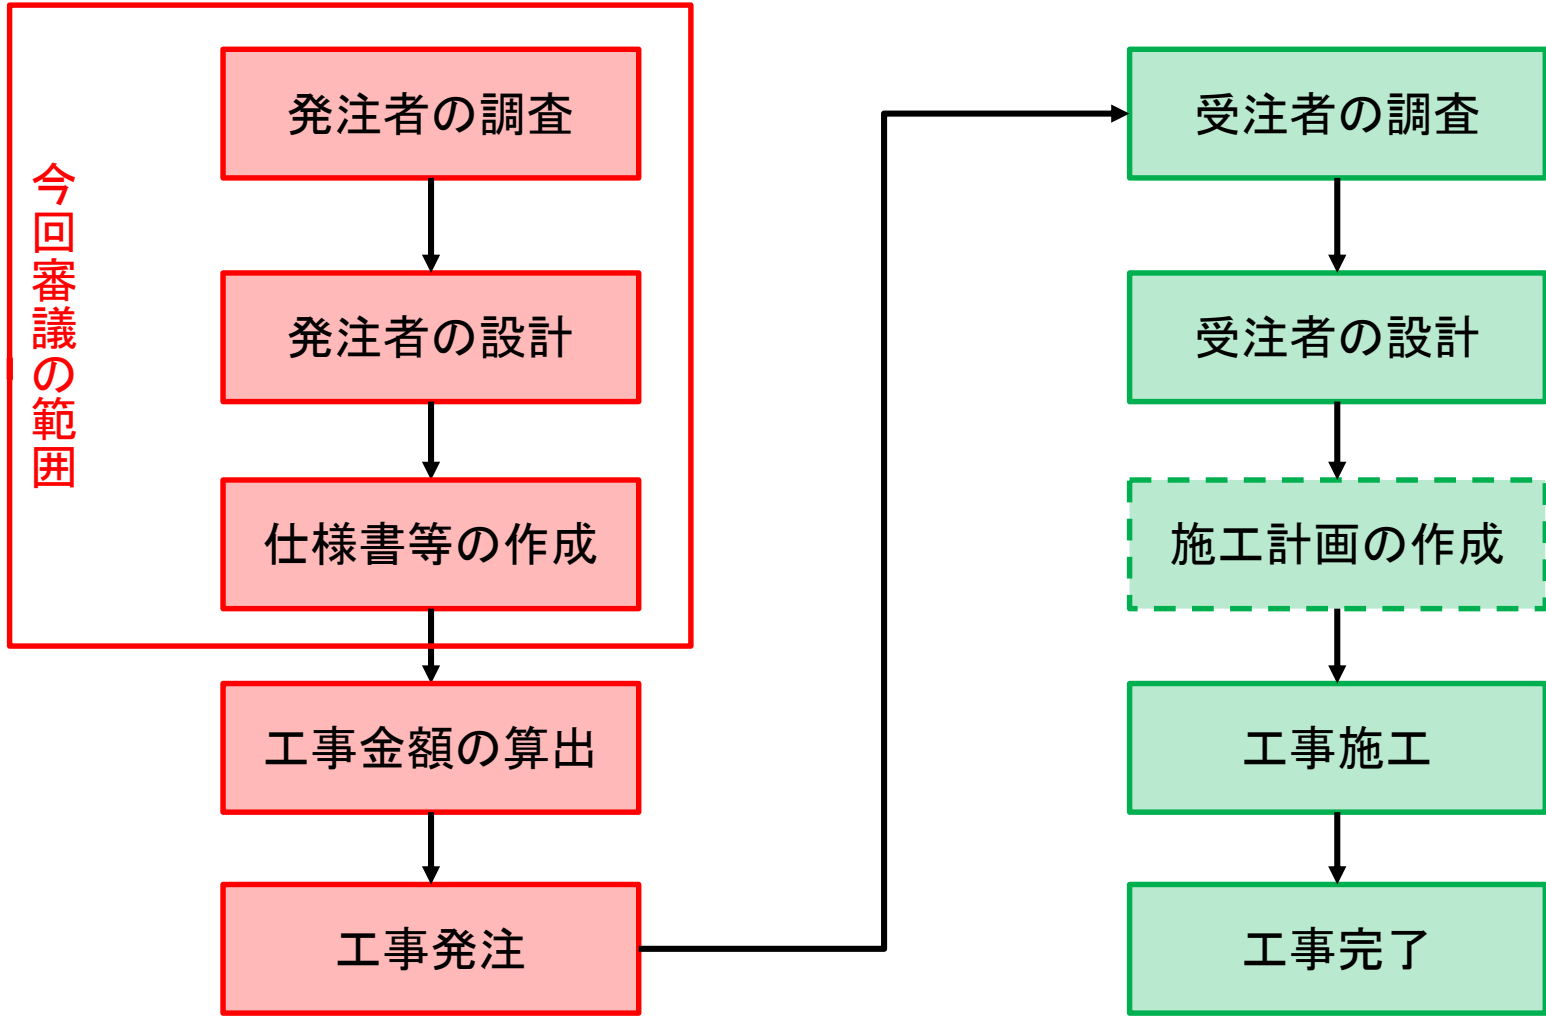 今回審議の範囲
発注者の調査
発注者の設計
仕様書等の作成
工事金額の算出
工事発注
受注者の調査
受注者の設計
施工計画の作成
工事施工
工事完了